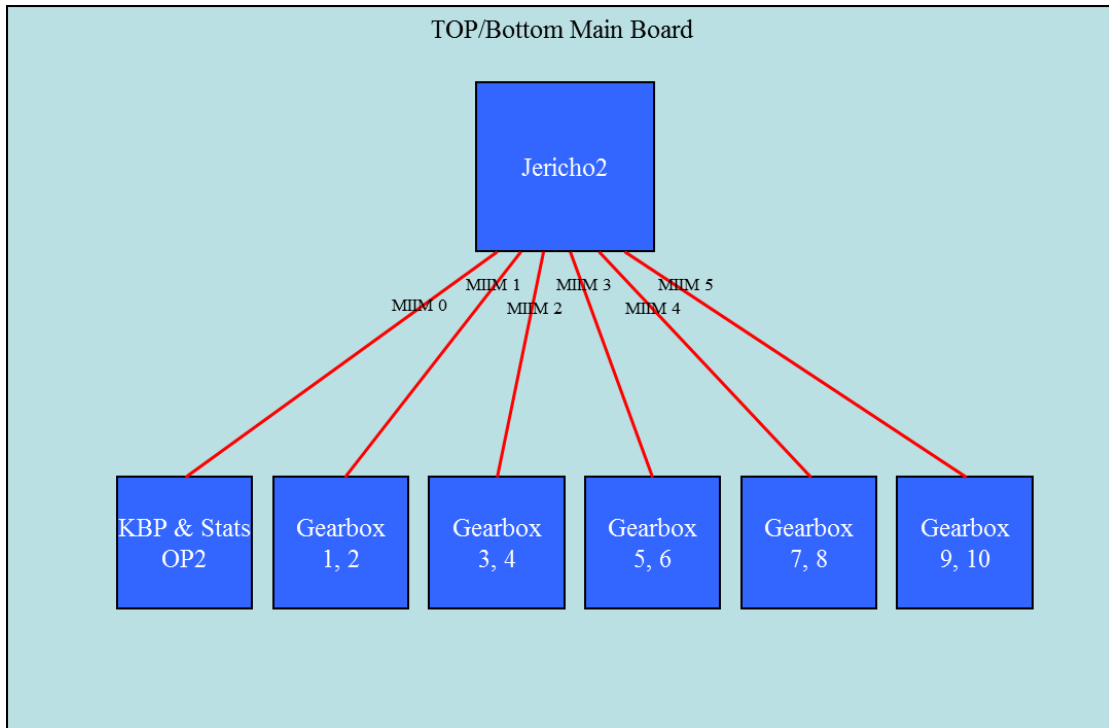 TOP/Bottom Main Board
Jericho2
MIIM 0
MIIM 1
MIIM 2
MIIM 3
MIIM 4
MIIM 5
KBP & Stats
OP2
Gearbox
1, 2
Gearbox
3, 4
Gearbox
5, 6
Gearbox
7, 8
Gearbox
9, 10